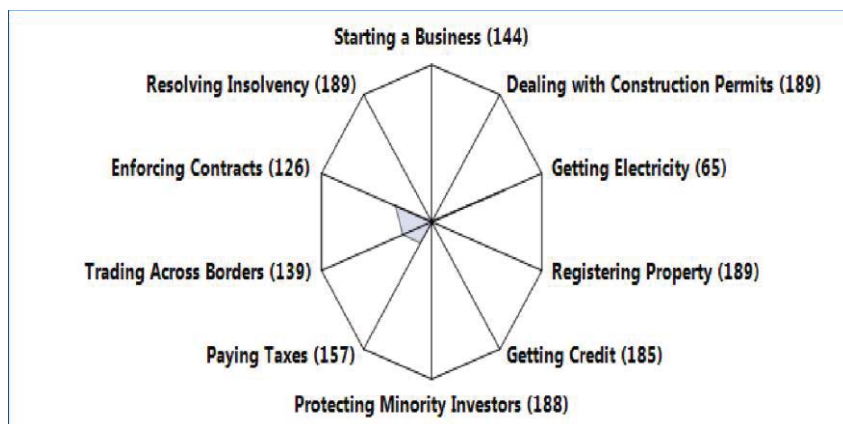 Starting a Business (144)
Resolving Insolvency (189)
Dealing with Construction Permits (189)
Enforcing Contracts (126)
Getting Electricity (65)
Trading Across Borders (139)
Registering Property (189)
Paying Taxes (157)
Getting Credit (185)
Protecting Minority Investors (188)